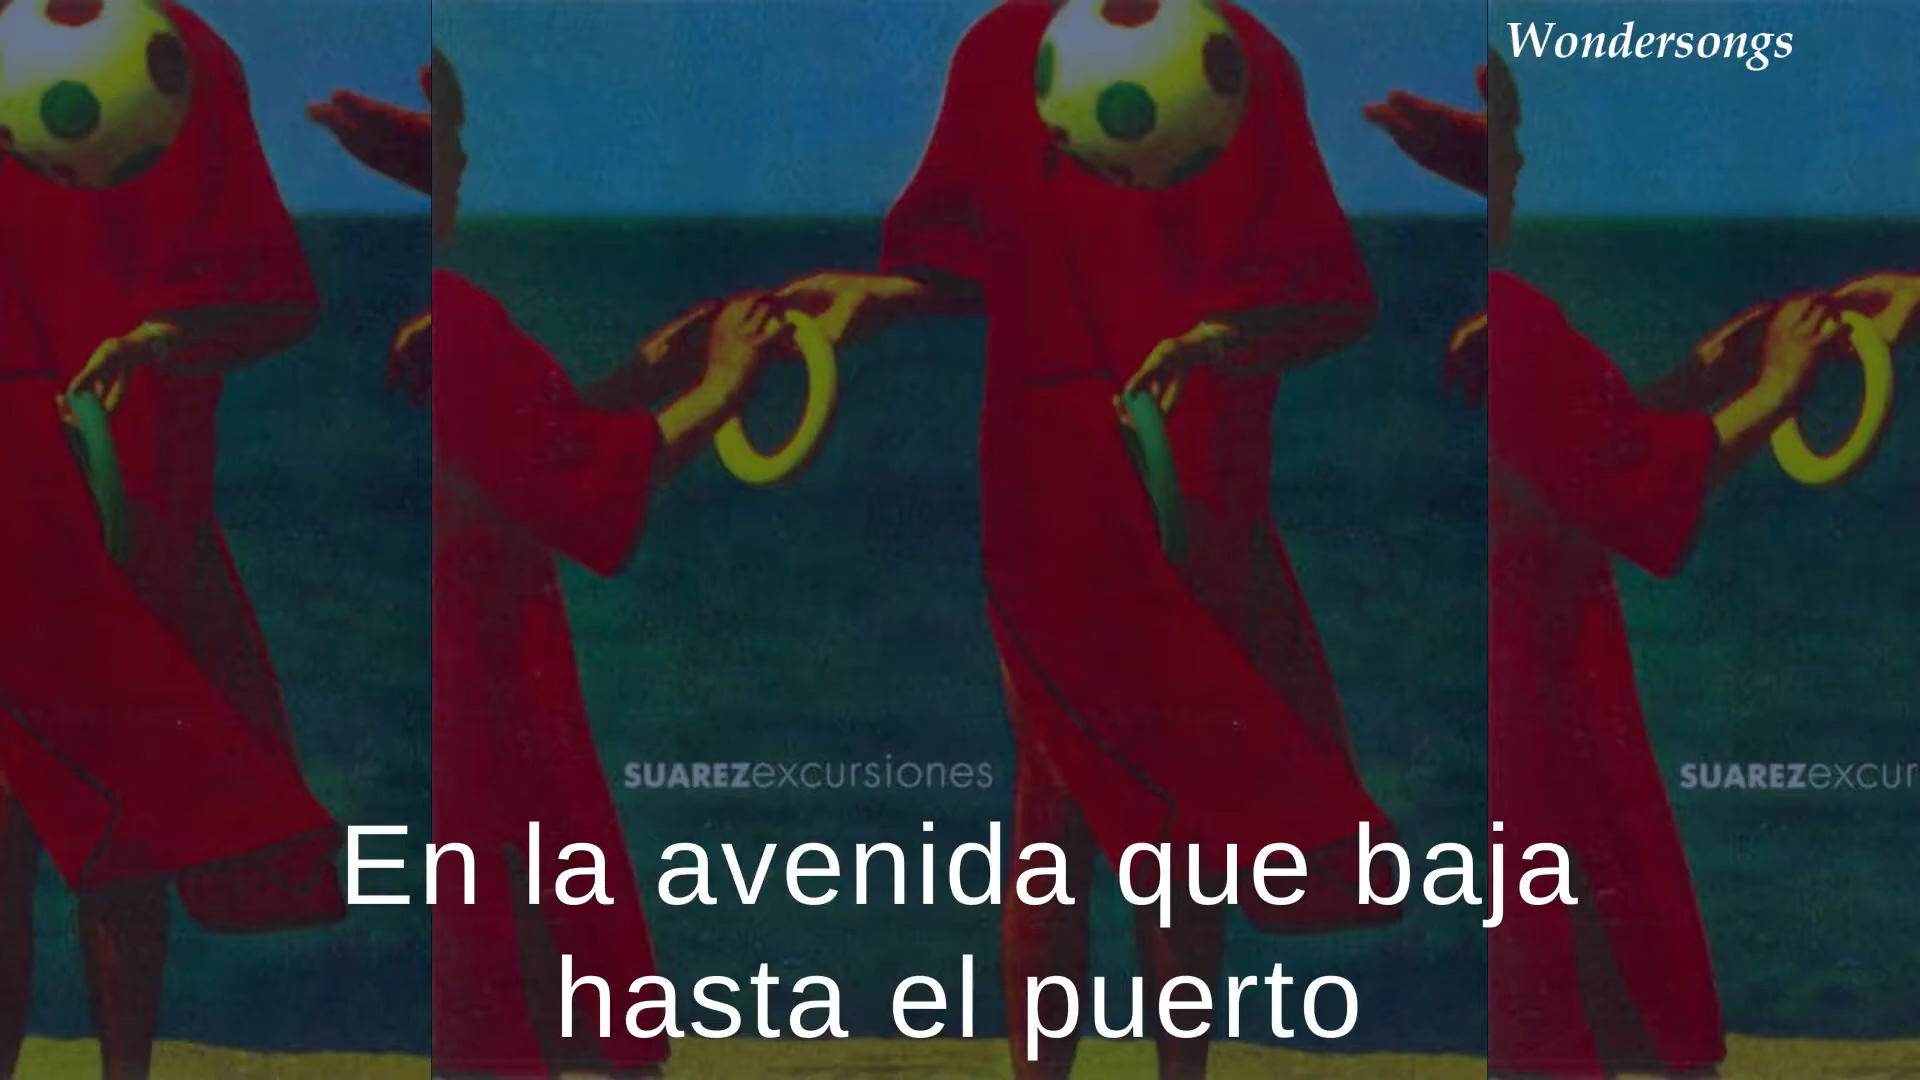 Wondersongs
SUAREZexcursiones
SUAREZexcur
En la avenida que baja
hasta el puerto